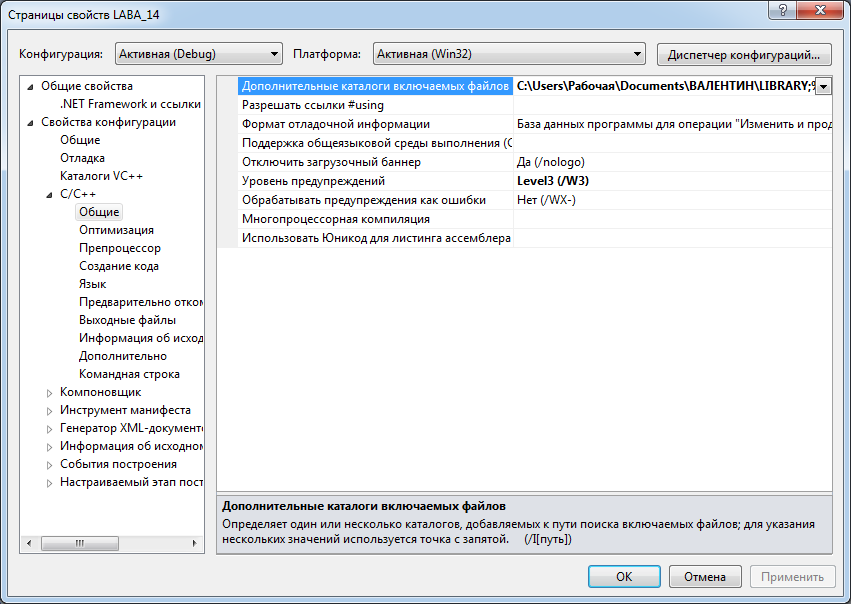 Страницы свойств LABA_14
Конфигурация: Активная (Debug) Платформа: Активная (Win32) Диспетчер конфигураций...
Общие свойства
.NET Framework и ссылки
Свойства конфигурации
Общие
Отладка
Каталоги VC++
C/C++
Общие
Оптимизация
Препроцессор
Создание кода
Язык
Предварительно отком
Выходные файлы
Информация об исход
Дополнительно
Командная строка
Компоновщик
Инструмент манифеста
Генератор XML-документ
Информация об исходном
События построения
Настраиваемый этап пост
Дополнительные каталоги включаемых файлов C:\Users\Рабочая\Documents\ВАЛЕНТИН\LIBRARY;%
Разрешать ссылки #using
Формат отладочной информации База данных программы для операции "Изменить и прод
Поддержка общеязыковой среды выполнения (C
Отключить загрузочный баннер Да (/nologo)
Уровень предупреждений Level3 (/W3)
Обрабатывать предупреждения как ошибки Нет (/WX-)
Многопроцессорная компиляция
Использовать Юникод для листинга ассемблера
Дополнительные каталоги включаемых файлов
Определяет один или несколько каталогов, добавляемых к пути поиска включаемых файлов; для указания
нескольких значений используется точка с запятой. (/I[путь])
ОК Отмена Применить